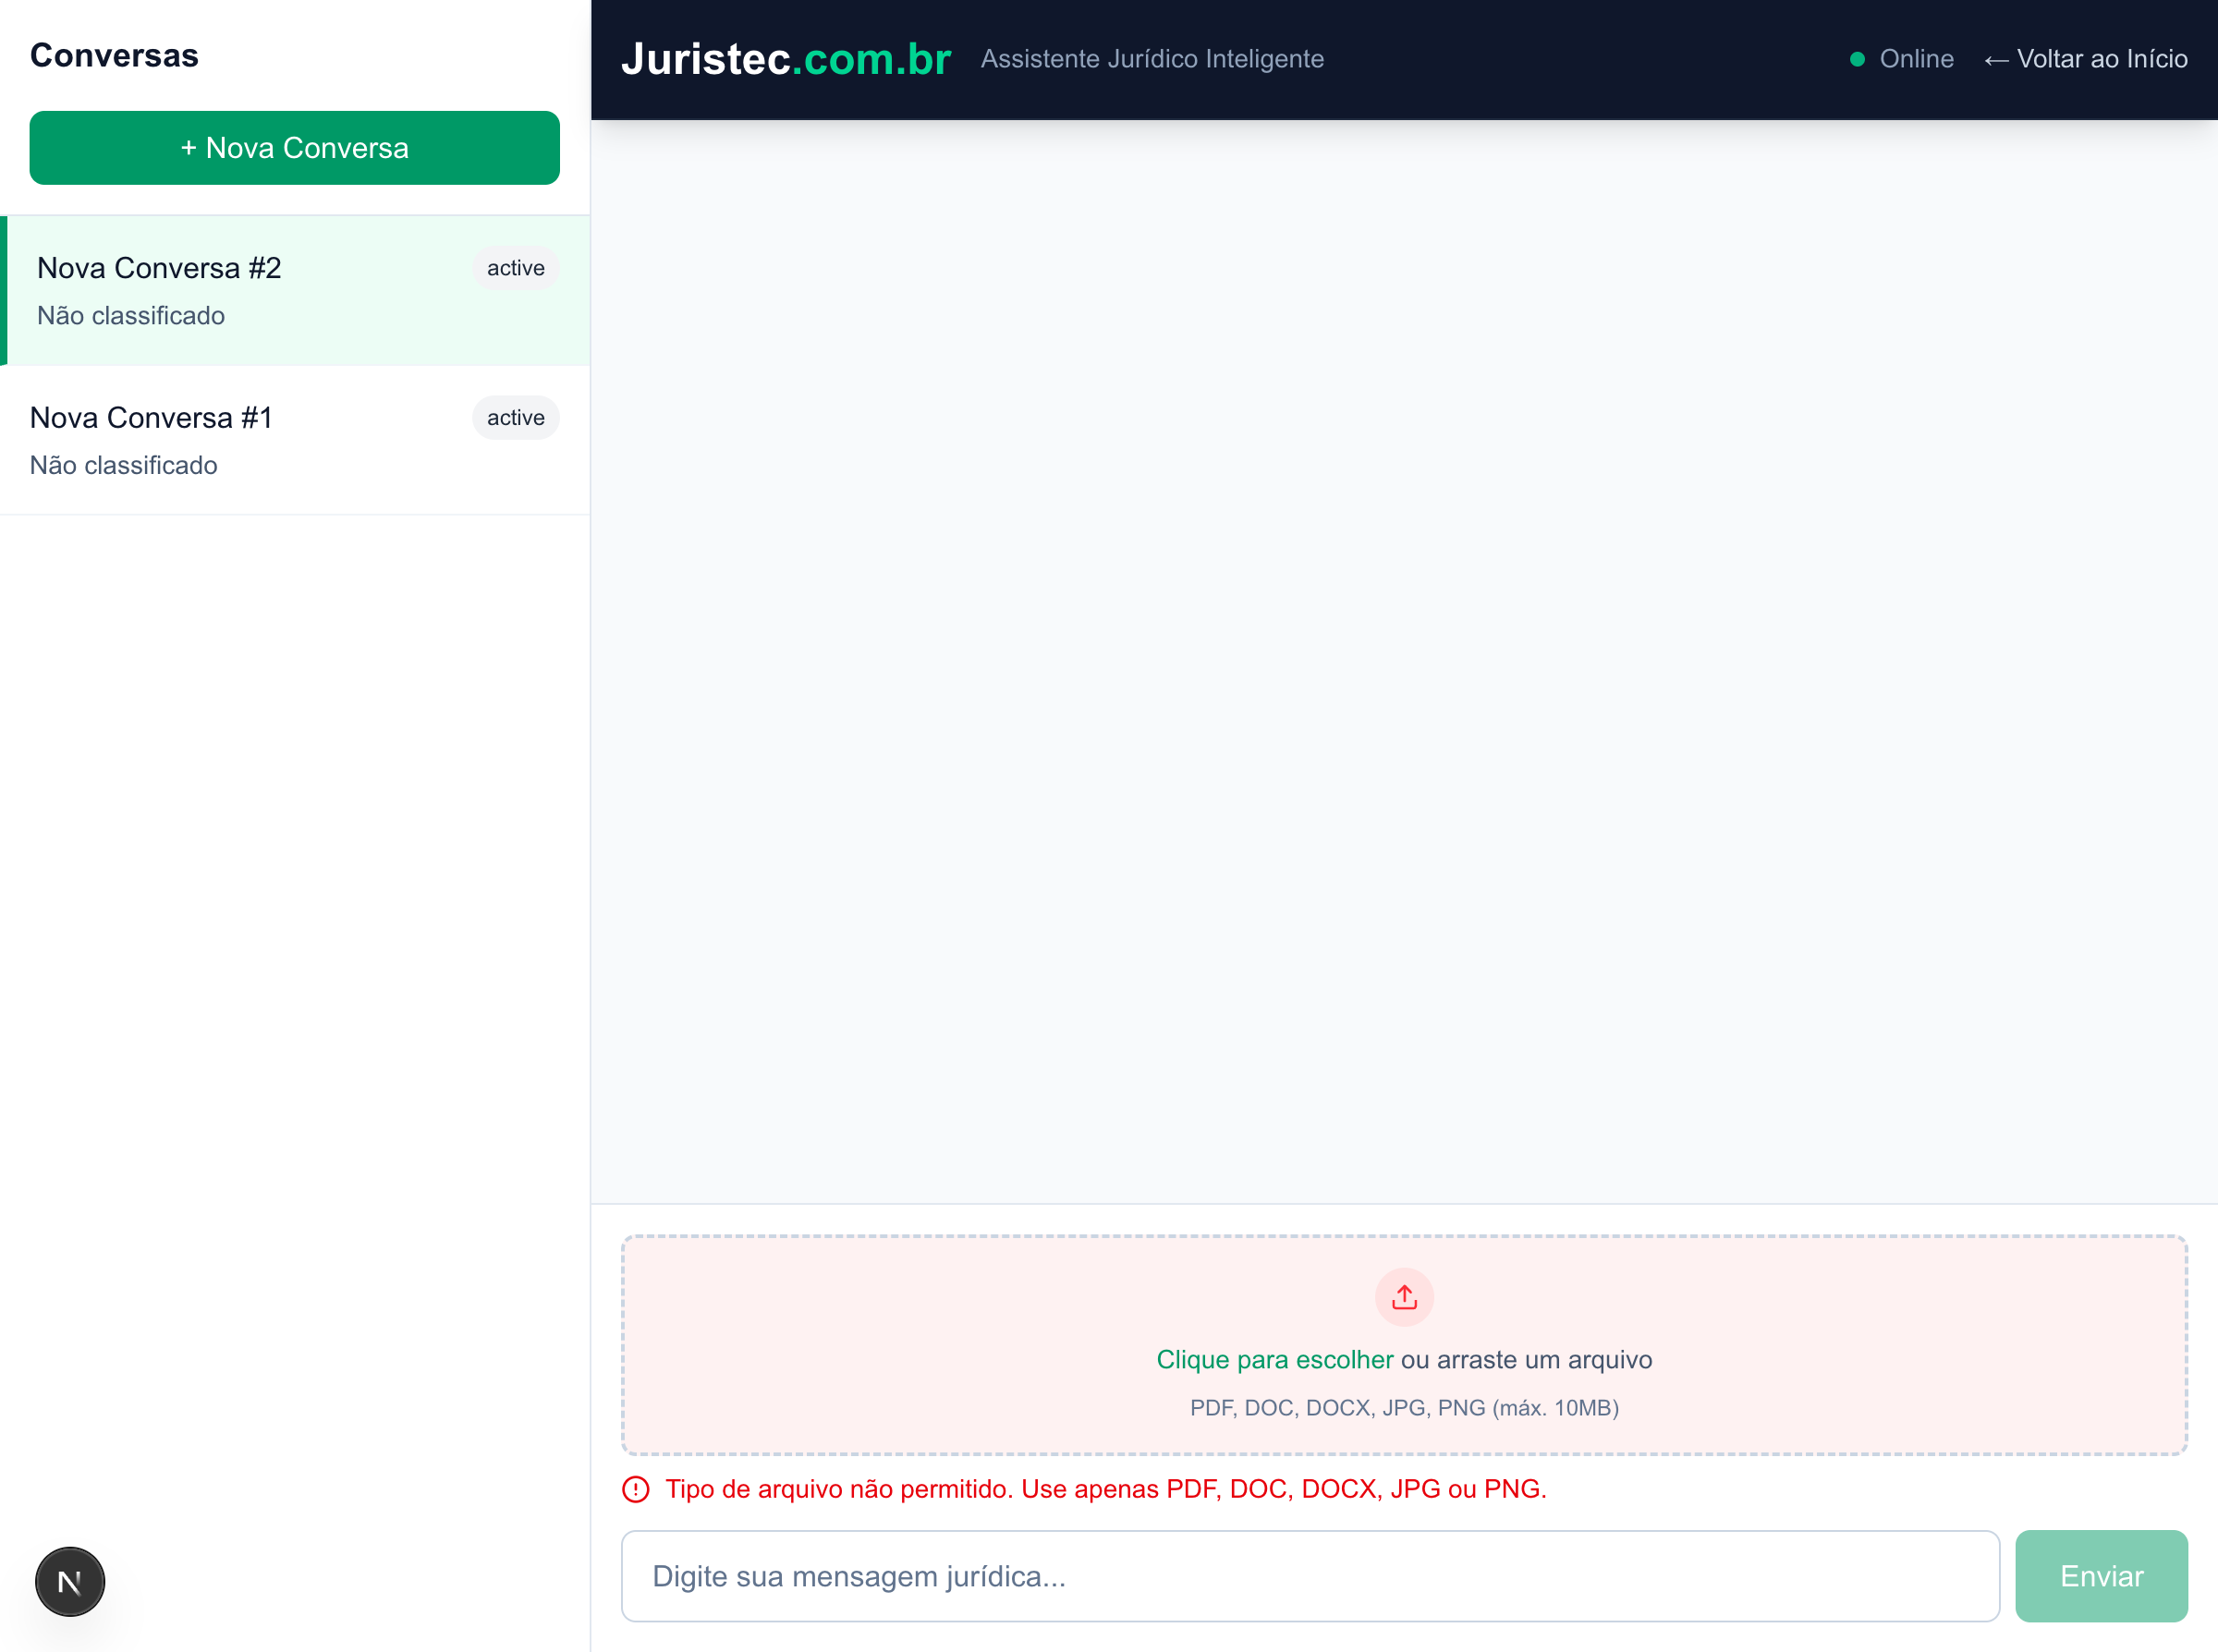 Conversas
+ Nova Conversa
Nova Conversa #2
active
Não classificado
Nova Conversa #1
active
Não classificado
N
Juristec.com.br
Assistente Jurídico Inteligente
Online
← Voltar ao Início
Clique para escolher ou arraste um arquivo
PDF, DOC, DOCX, JPG, PNG (máx. 10MB)
Tipo de arquivo não permitido. Use apenas PDF, DOC, DOCX, JPG ou PNG.
Digite sua mensagem jurídica...
Enviar